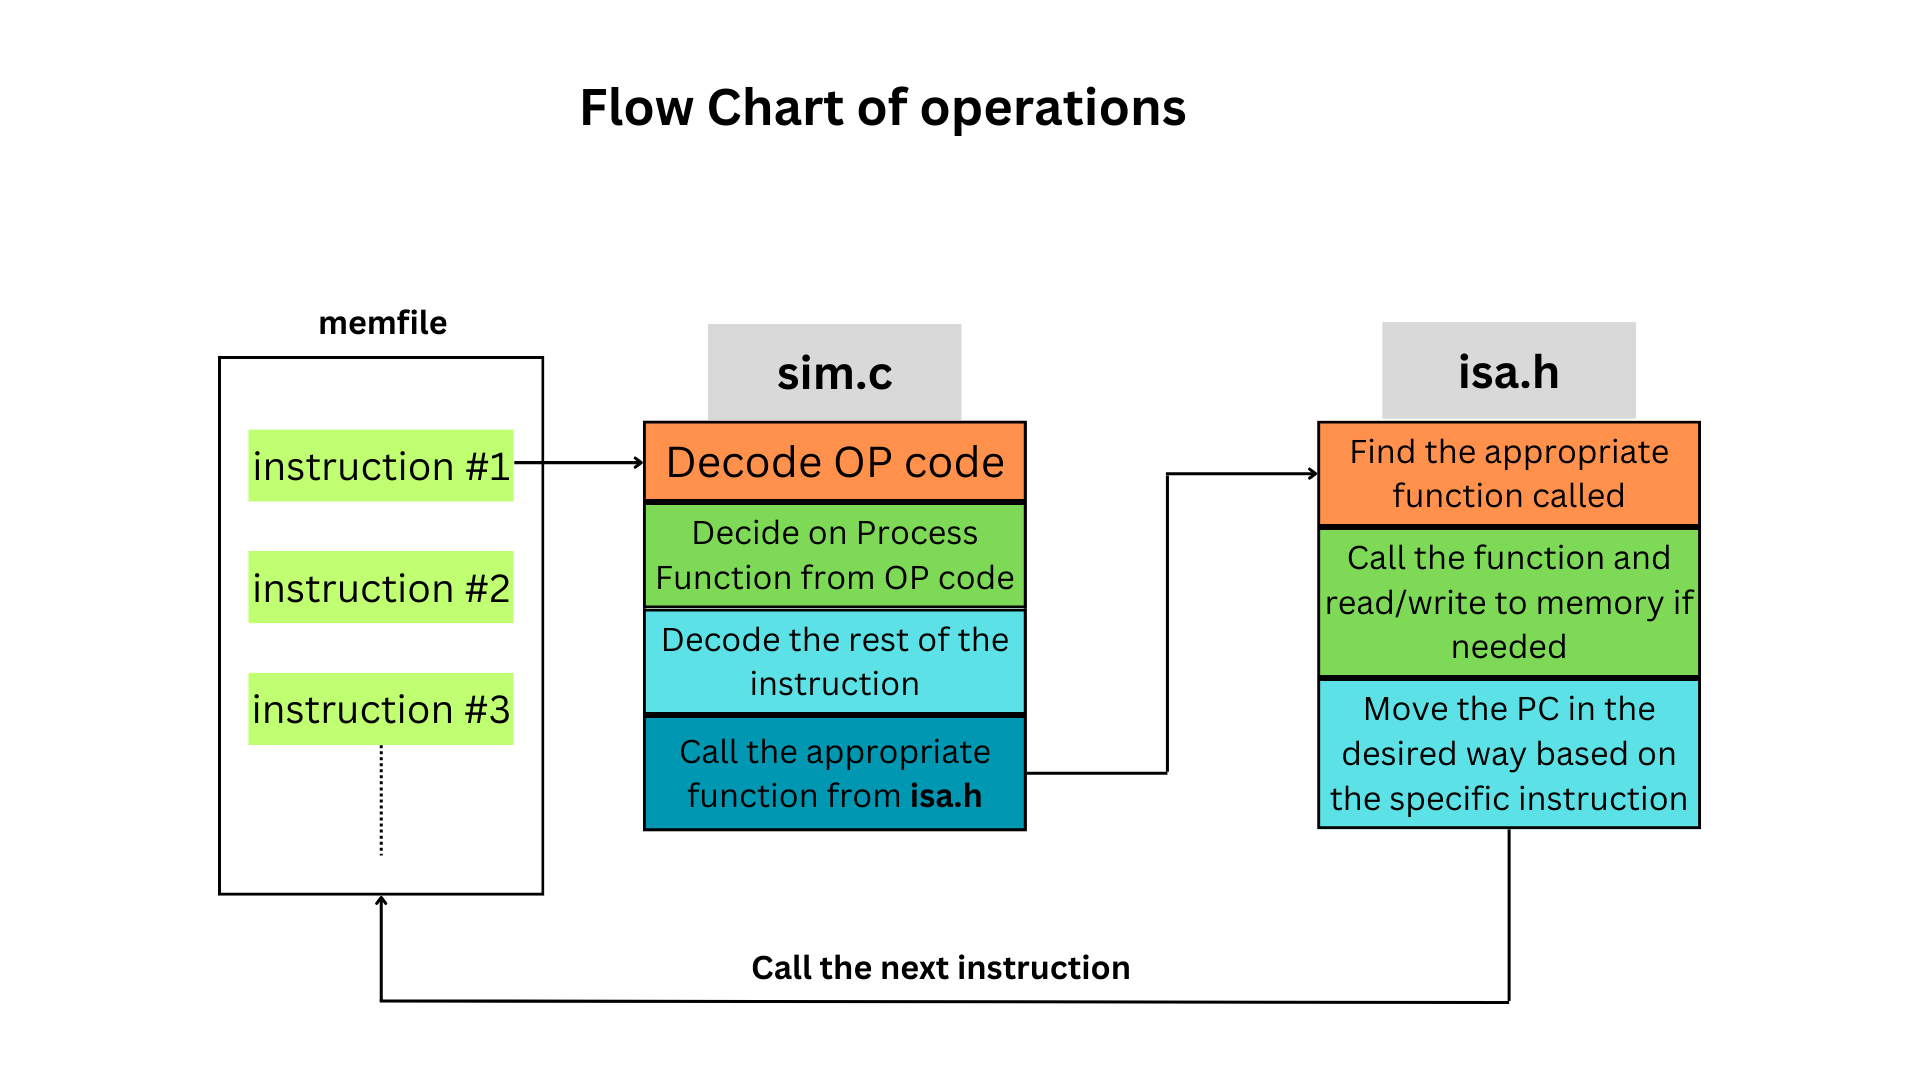 Flow Chart of operations
memfile
instruction #1
instruction #2
instruction #3
sim.c
Decode OP code
Decide on Process
Function from OP code
Decode the rest of the
instruction
Call the appropriate
function from isa.h
isa.h
Find the appropriate
function called
Call the function and
read/write to memory if
needed
Move the PC in the
desired way based on
the specific instruction
Call the next instruction